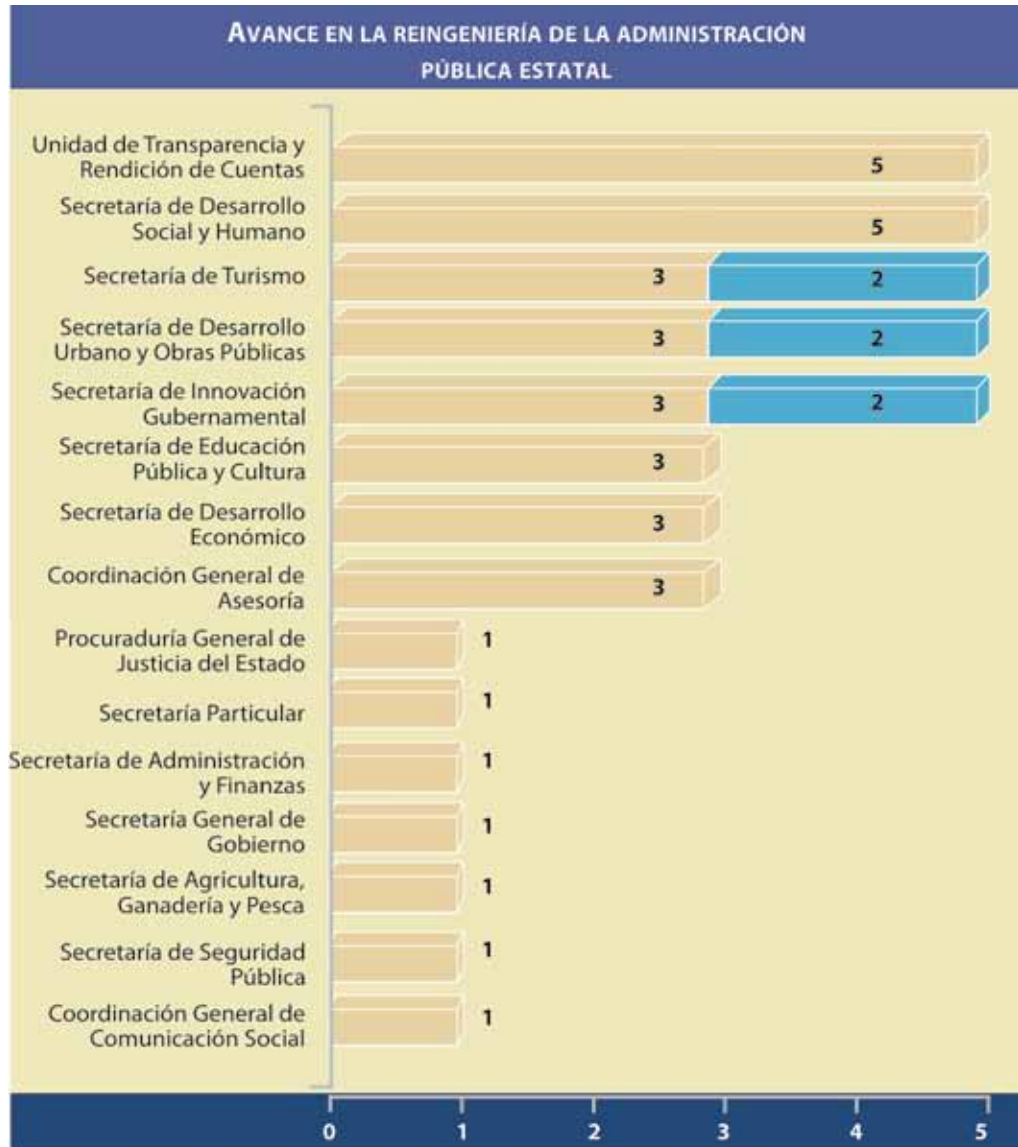 AVANCE EN LA REINGENIERÍA DE LA ADMINISTRACIÓN
PÚBLICA ESTATAL
Unidad de Transparencia y
Rendición de Cuentas
5
Secretaría de Desarrollo
Social y Humano
5
Secretaría de Turismo
3 2
Secretaría de Desarrollo
Urbano y Obras Públicas
3 2
Secretaría de Innovación
Gubernamental
3 2
Secretaría de Educación
Pública y Cultura
3
Secretaría de Desarrollo
Económico
3
Coordinación General de
Asesoría
3
Procuraduría General de
Justicia del Estado
1
Secretaría Particular
1
Secretaría de Administración
y Finanzas
1
Secretaría General de
Gobierno
1
Secretaría de Agricultura,
Ganadería y Pesca
1
Secretaría de Seguridad
Pública
1
Coordinación General de
Comunicación Social
1
0 1 2 3 4 5